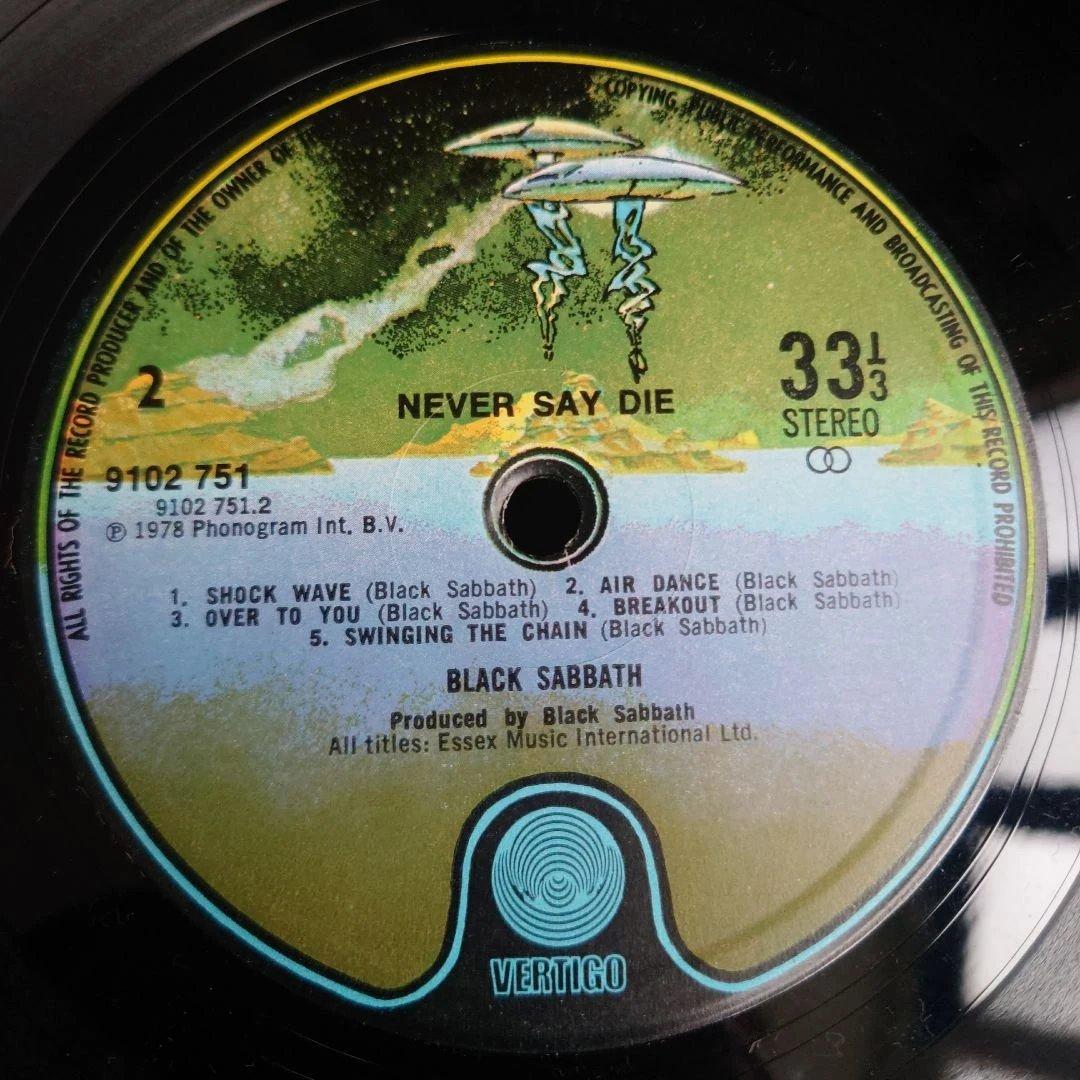 ALL RIGHTS OF THE RECORD PRODUCER AND OF THE OWNER OF
COPYING, PUBLIC PERFORMANCE AND BROADCASTING OF THIS RECORD PROHIBITED
2
NEVER SAY DIE
33 1/3
STEREO
9102 751
9102 751.2
Ⓟ 1978 Phonogram Int. B.V.
1. SHOCK WAVE (Black Sabbath) 2. AIR DANCE (Black Sabbath)
3. OVER TO YOU (Black Sabbath) 4. BREAKOUT (Black Sabbath)
5. SWINGING THE CHAIN (Black Sabbath)
BLACK SABBATH
Produced by Black Sabbath
All titles: Essex Music International Ltd.
VERTIGO